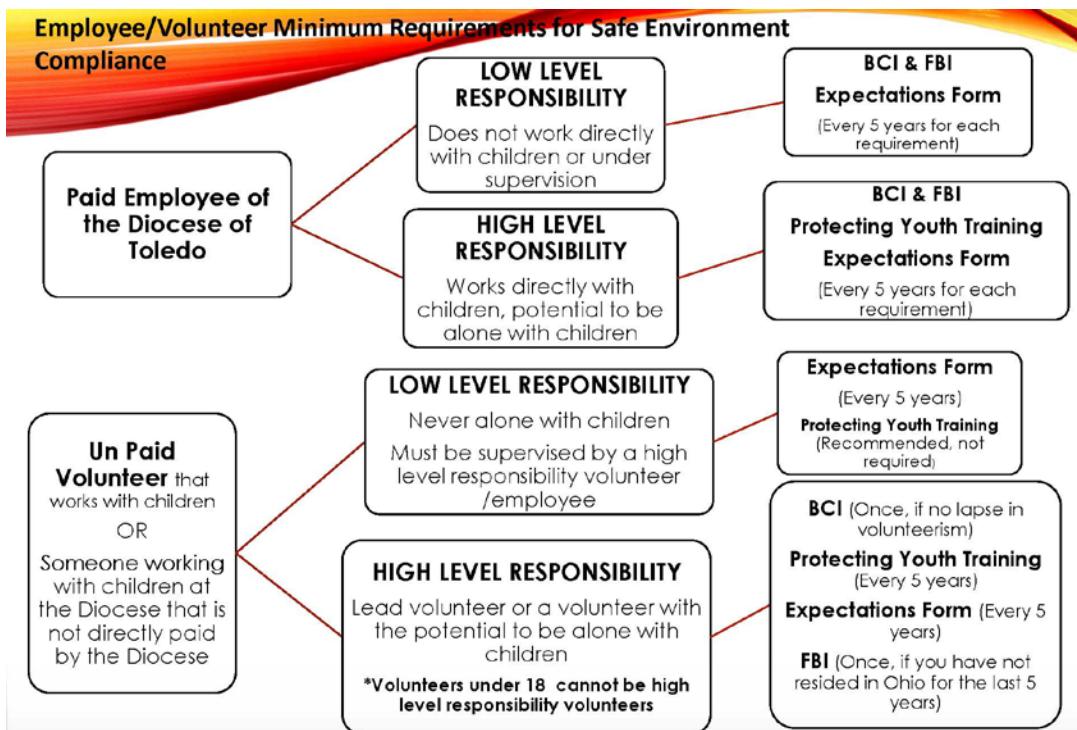 Employee/Volunteer Minimum Requirements for Safe Environment
Compliance
Paid Employee of
the Diocese of
Toledo
LOW LEVEL
RESPONSIBILITY
Does not work directly
with children or under
supervision
BCI & FBI
Expectations Form
(Every 5 years for each
requirement)
HIGH LEVEL
RESPONSIBILITY
Works directly with
children, potential to be
alone with children
BCI & FBI
Protecting Youth Training
Expectations Form
(Every 5 years for each
requirement)
Un Paid
Volunteer that
works with children
OR
Someone working
with children at
the Diocese that is
not directly paid
by the Diocese
LOW LEVEL RESPONSIBILITY
Never alone with children
Must be supervised by a high
level responsibility volunteer
/employee
Expectations Form
(Every 5 years)
Protecting Youth Training
(Recommended, not
required)
HIGH LEVEL RESPONSIBILITY
Lead volunteer or a volunteer with
the potential to be alone with
children
*Volunteers under 18 cannot be high
level responsibility volunteers
BCI (Once, if no lapse in
volunteerism)
Protecting Youth Training
(Every 5 years)
Expectations Form (Every 5
years)
FBI (Once, if you have not
resided in Ohio for the last 5
years)